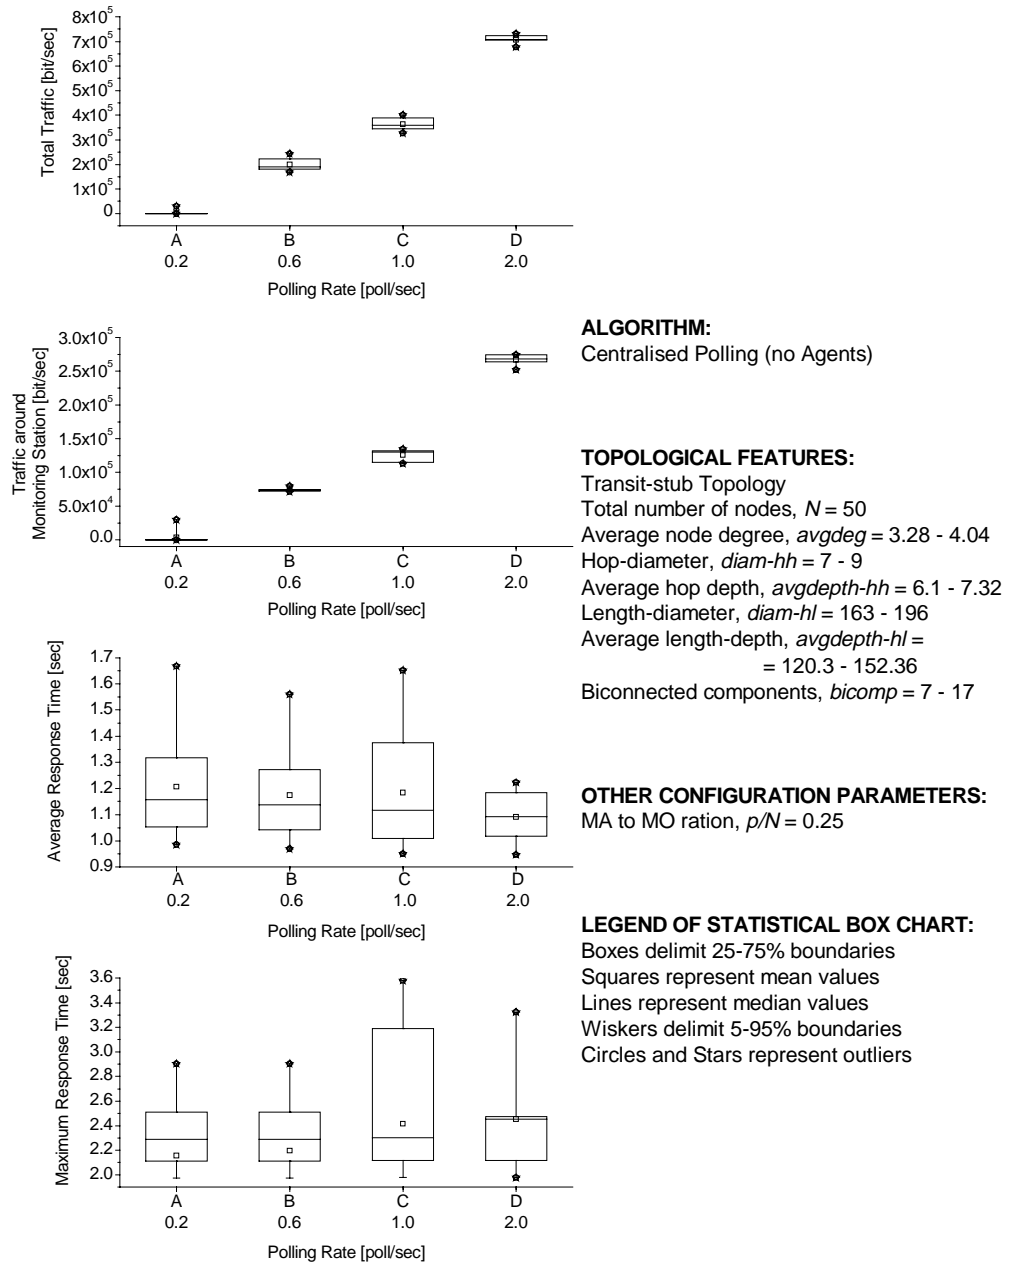 Total Traffic [bit/sec]
8x10^5
7x10^5
6x10^5
5x10^5
4x10^5
3x10^5
2x10^5
1x10^5
0
A B C D
0.2 0.6 1.0 2.0
Polling Rate [poll/sec]
Traffic around
Monitoring Station [bit/sec]
3.0x10^5
2.5x10^5
2.0x10^5
1.5x10^5
1.0x10^5
5.0x10^4
0.0
A B C D
0.2 0.6 1.0 2.0
Polling Rate [poll/sec]
Average Response Time [sec]
1.7
1.6
1.5
1.4
1.3
1.2
1.1
1.0
0.9
A B C D
0.2 0.6 1.0 2.0
Polling Rate [poll/sec]
Maximum Response Time [sec]
3.6
3.4
3.2
3.0
2.8
2.6
2.4
2.2
2.0
A B C D
0.2 0.6 1.0 2.0
Polling Rate [poll/sec]
ALGORITHM:
Centralised Polling (no Agents)
TOPOLOGICAL FEATURES:
Transit-stub Topology
Total number of nodes, N = 50
Average node degree, avgdeg = 3.28 - 4.04
Hop-diameter, diam-hh = 7 - 9
Average hop depth, avgdepth-hh = 6.1 - 7.32
Length-diameter, diam-hl = 163 - 196
Average length-depth, avgdepth-hl =
= 120.3 - 152.36
Biconnected components, bicomp = 7 - 17
OTHER CONFIGURATION PARAMETERS:
MA to MO ration, p/N = 0.25
LEGEND OF STATISTICAL BOX CHART:
Boxes delimit 25-75% boundaries
Squares represent mean values
Lines represent median values
Wiskers delimit 5-95% boundaries
Circles and Stars represent outliers